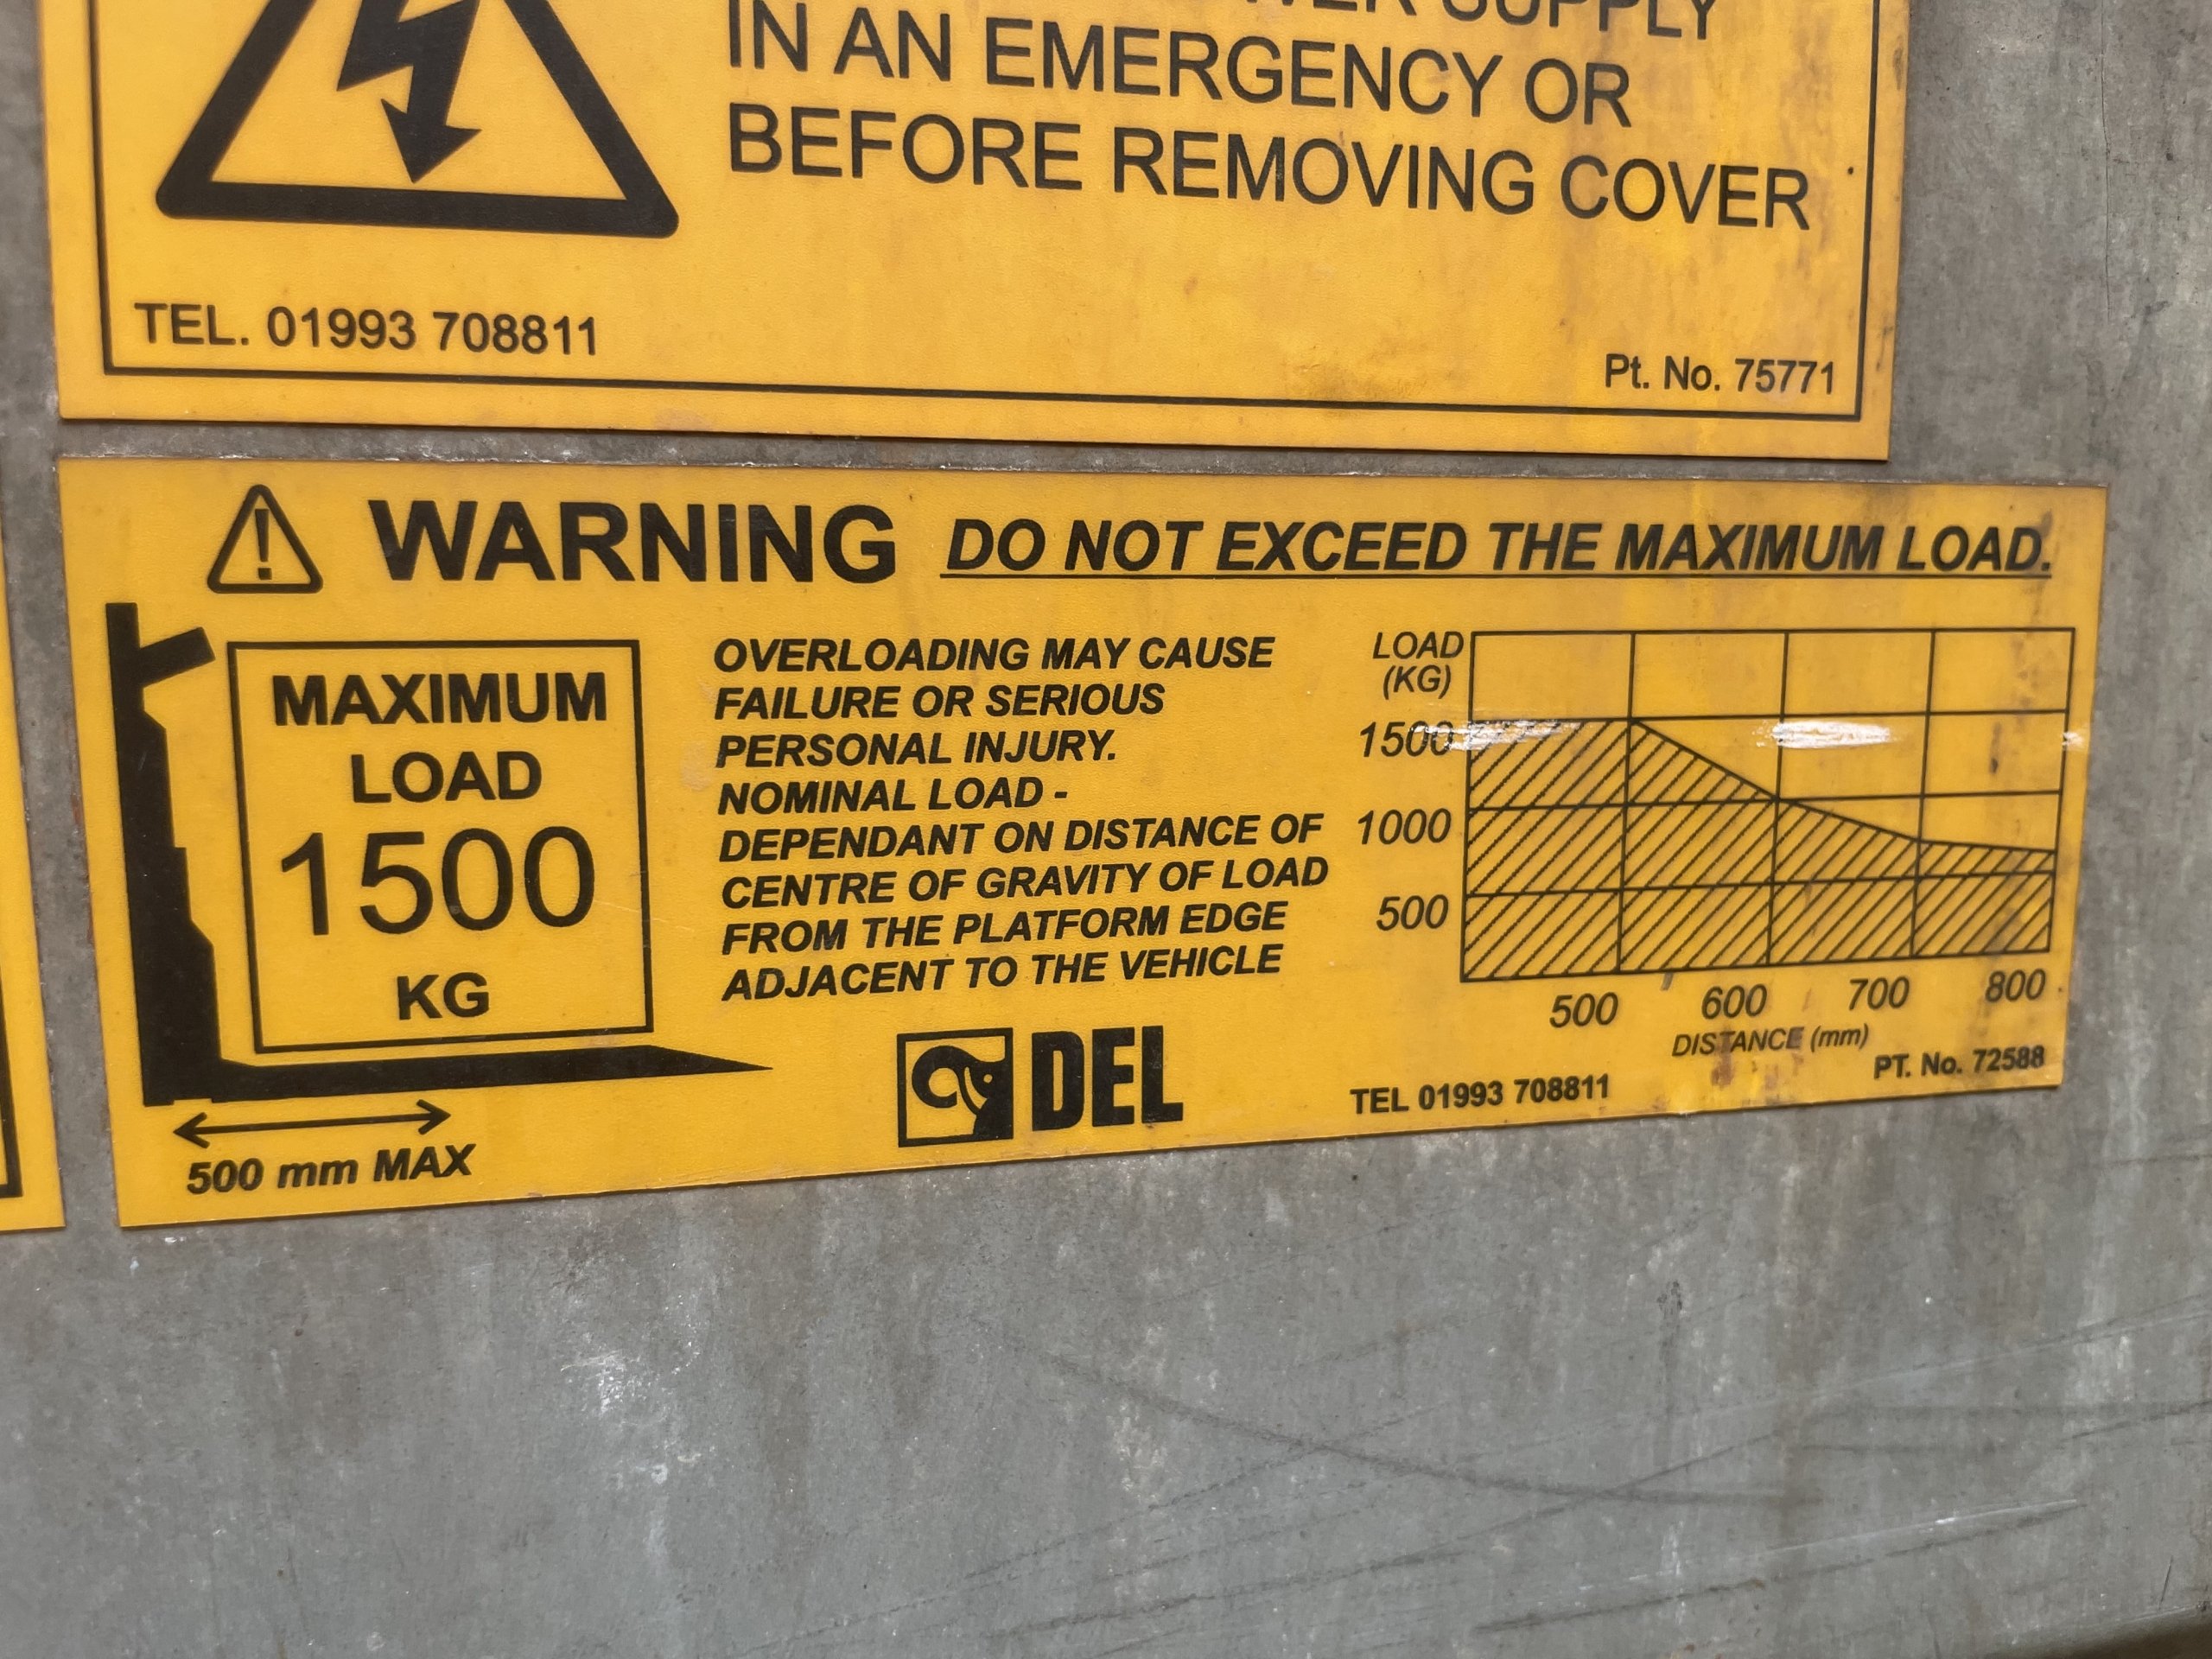 SUPPLY
IN AN EMERGENCY OR
BEFORE REMOVING COVER
TEL. 01993 708811
Pt. No. 75771
WARNING DO NOT EXCEED THE MAXIMUM LOAD.
MAXIMUM
LOAD
1500
KG
500 mm MAX
OVERLOADING MAY CAUSE
FAILURE OR SERIOUS
PERSONAL INJURY.
NOMINAL LOAD -
DEPENDANT ON DISTANCE OF
CENTRE OF GRAVITY OF LOAD
FROM THE PLATFORM EDGE
ADJACENT TO THE VEHICLE
DEL
LOAD
(KG)
1500
1000
500
500 600 700 800
DISTANCE (mm)
TEL 01993 708811
PT. No. 72588